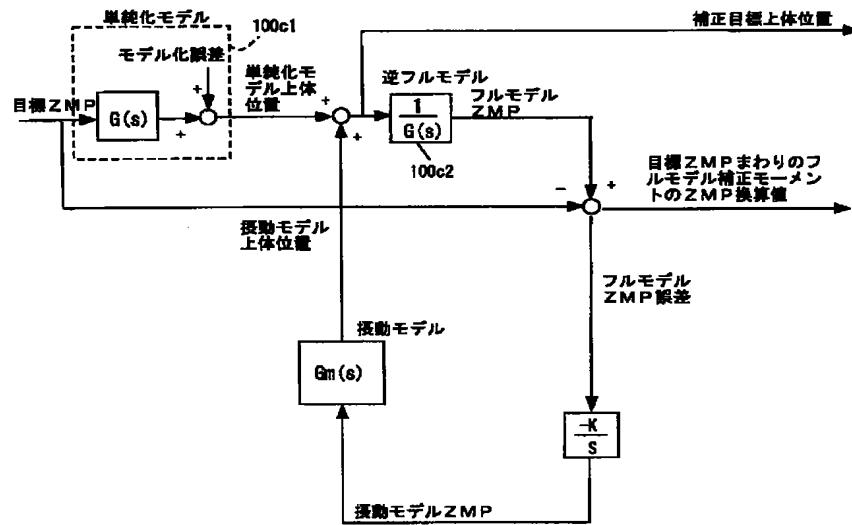 単純化モデル
100c1
補正目標上体位置
モデル化誤差
+
単純化モ
デル上体
位置
逆フルモデル
目標ZMP
G(s)
+
+
+
1
G(s)
フルモデル
ZMP
100c2
目標ZMPまわりのフ
ルモデル補正モーメン
トのZMP換算値
−
+
摂動モデル
上体位置
フルモデル
ZMP誤差
摂動モデル
Gm(s)
-K
S
摂動モデルZMP